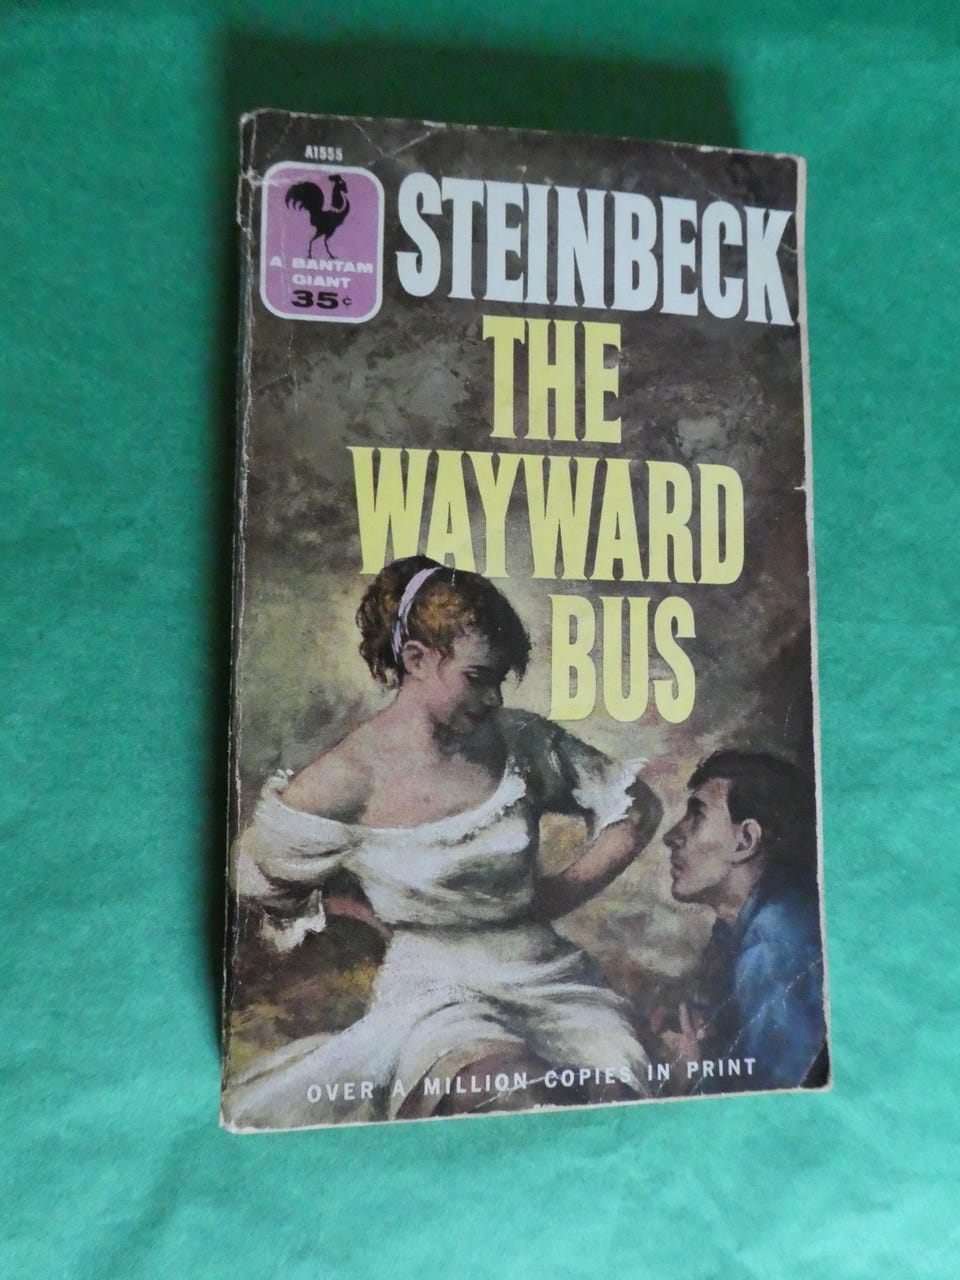 A1555
A BANTAM
GIANT
35¢
STEINBECK
THE
WAYWARD
BUS
OVER A MILLION COPIES IN PRINT